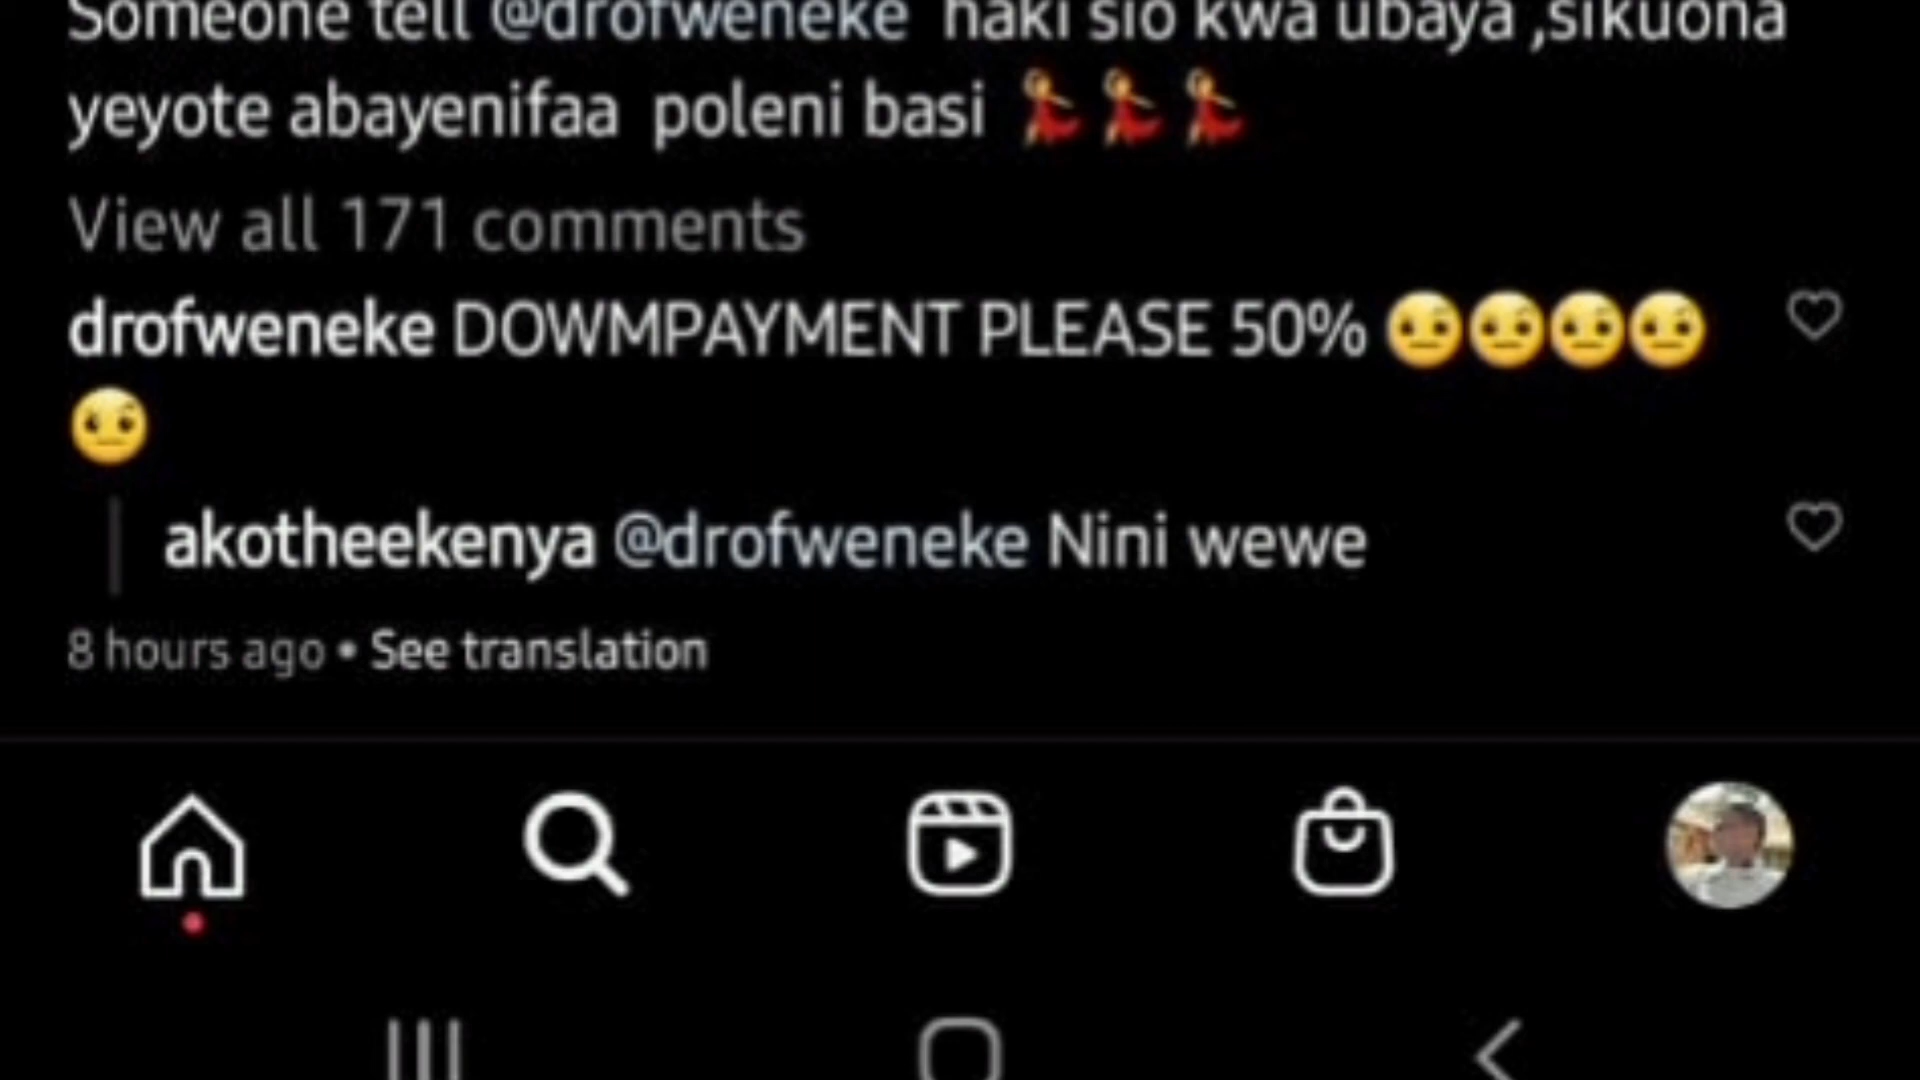 Someone tell @drofweneke haki sio kwa ubaya ,sikuona
yeyote abayenifaa poleni basi 💃💃💃
View all 171 comments
drofweneke DOWMPAYMENT PLEASE 50% 🤨🤨🤨🤨
🤨
akotheekenya @drofweneke Nini wewe
8 hours ago • See translation